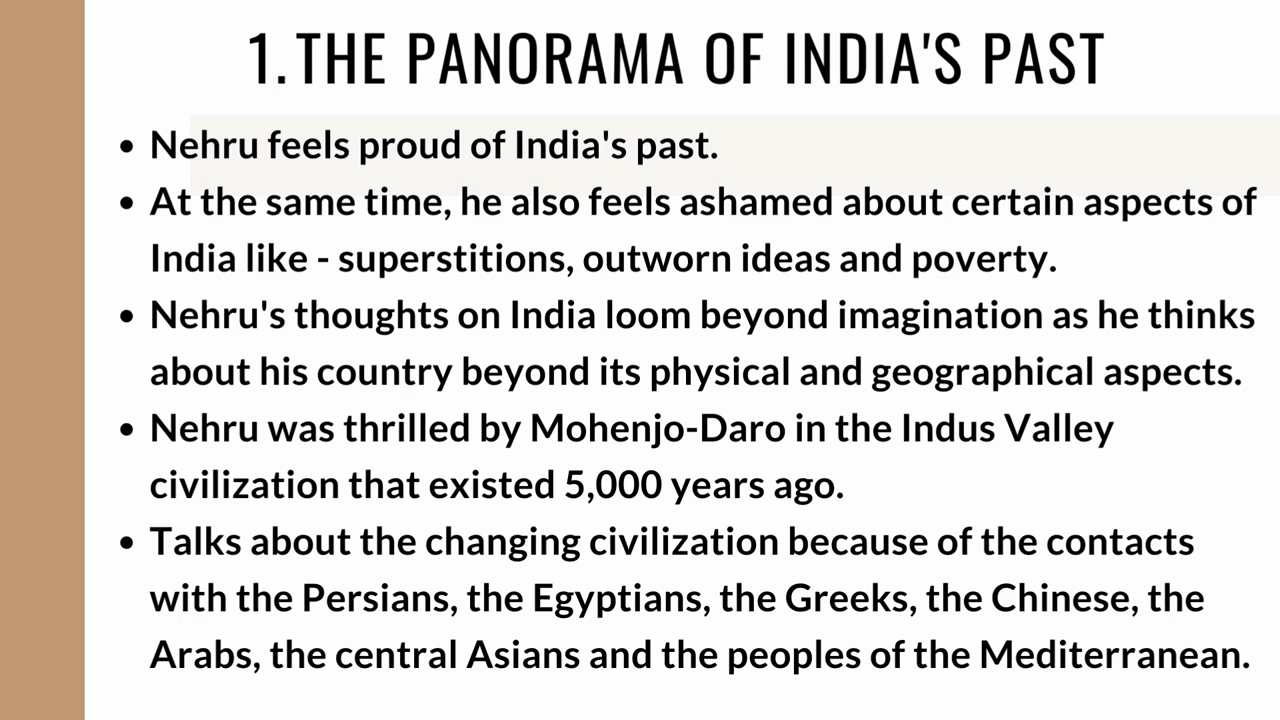 1. THE PANORAMA OF INDIA'S PAST
• Nehru feels proud of India's past.
• At the same time, he also feels ashamed about certain aspects of
India like - superstitions, outworn ideas and poverty.
• Nehru's thoughts on India loom beyond imagination as he thinks
about his country beyond its physical and geographical aspects.
• Nehru was thrilled by Mohenjo-Daro in the Indus Valley
civilization that existed 5,000 years ago.
• Talks about the changing civilization because of the contacts
with the Persians, the Egyptians, the Greeks, the Chinese, the
Arabs, the central Asians and the peoples of the Mediterranean.